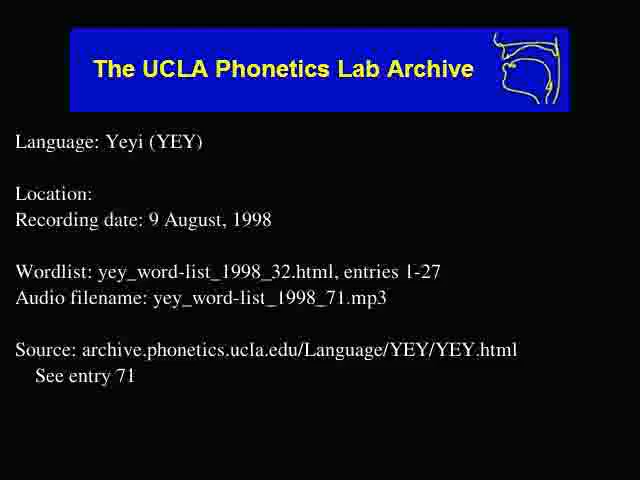 The UCLA Phonetics Lab Archive
Language: Yeyi (YEY)
Location:
Recording date: 9 August, 1998
Wordlist: yey_word-list_1998_32.html, entries 1-27
Audio filename: yey_word-list_1998_71.mp3
Source: archive.phonetics.ucla.edu/Language/YEY/YEY.html
See entry 71